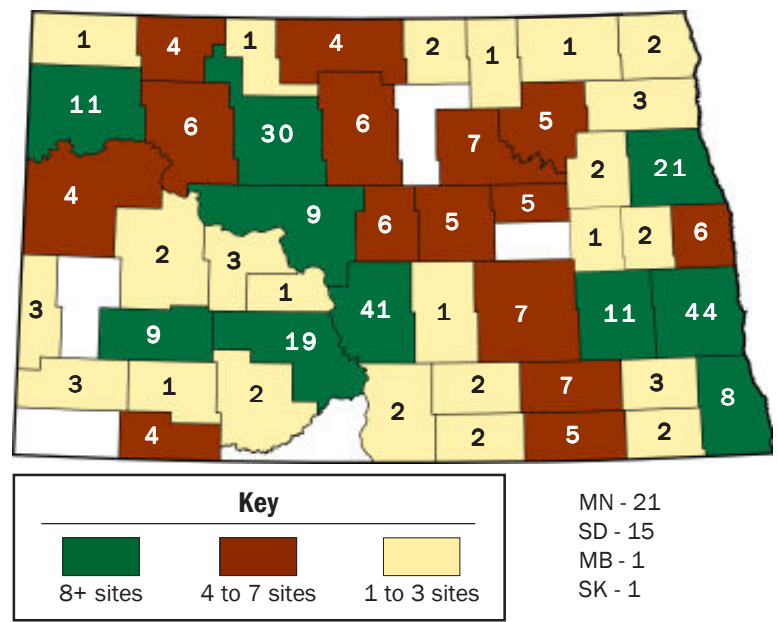 1 4 1 4 2 1 1 2
11 6 30 6 7 5 3
4 9 6 5 5 2 21
2 3 1 2 6
3 1 41 1 7 11 44
9 19
3 1 2 2 2 7 3 8
4 2 5 2
Key
8+ sites 4 to 7 sites 1 to 3 sites
MN - 21
SD - 15
MB - 1
SK - 1